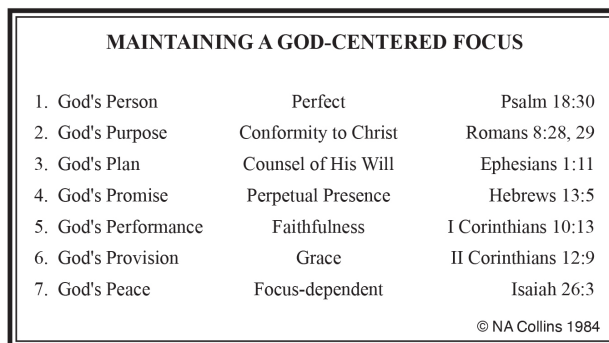 MAINTAINING A GOD-CENTERED FOCUS
1. God's Person Perfect Psalm 18:30
2. God's Purpose Conformity to Christ Romans 8:28, 29
3. God's Plan Counsel of His Will Ephesians 1:11
4. God's Promise Perpetual Presence Hebrews 13:5
5. God's Performance Faithfulness I Corinthians 10:13
6. God's Provision Grace II Corinthians 12:9
7. God's Peace Focus-dependent Isaiah 26:3
© NA Collins 1984